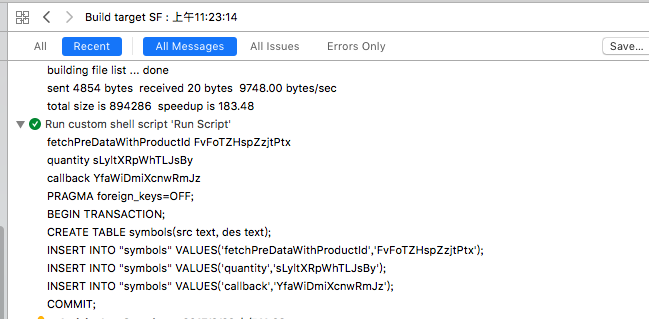 Build target SF : 上午11:23:14
All Recent All Messages All Issues Errors Only Save...
building file list ... done
sent 4854 bytes  received 20 bytes  9748.00 bytes/sec
total size is 894286  speedup is 183.48
Run custom shell script 'Run Script'
fetchPreDataWithProductId FvFoTZHspZzjtPtx
quantity sLyltXRpWhTLJsBy
callback YfaWiDmiXcnwRmJz
PRAGMA foreign_keys=OFF;
BEGIN TRANSACTION;
CREATE TABLE symbols(src text, des text);
INSERT INTO "symbols" VALUES('fetchPreDataWithProductId','FvFoTZHspZzjtPtx');
INSERT INTO "symbols" VALUES('quantity','sLyltXRpWhTLJsBy');
INSERT INTO "symbols" VALUES('callback','YfaWiDmiXcnwRmJz');
COMMIT;